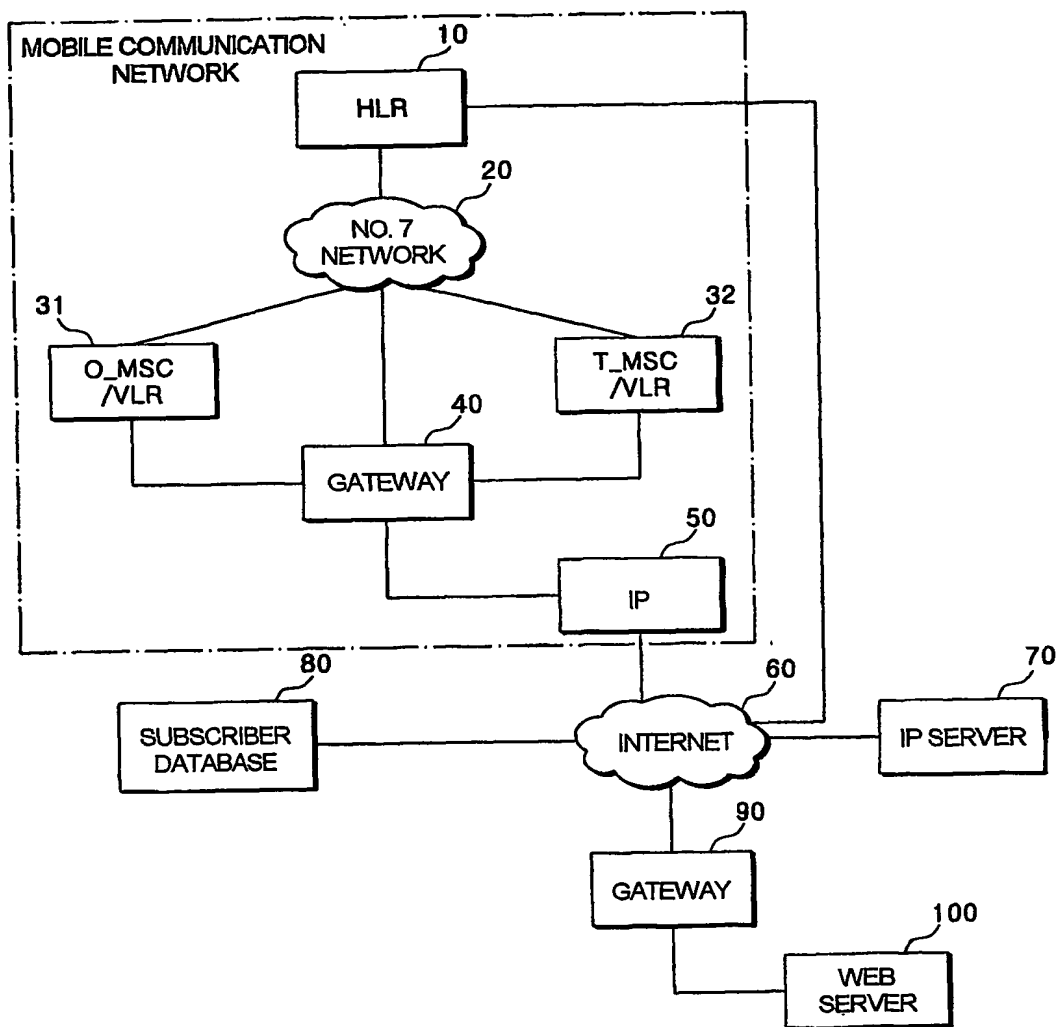 MOBILE COMMUNICATION
NETWORK
10
HLR
20
NO. 7
NETWORK
31
O_MSC
/VLR
32
T_MSC
/VLR
40
GATEWAY
50
IP
60
INTERNET
70
IP SERVER
80
SUBSCRIBER
DATABASE
90
GATEWAY
100
WEB
SERVER